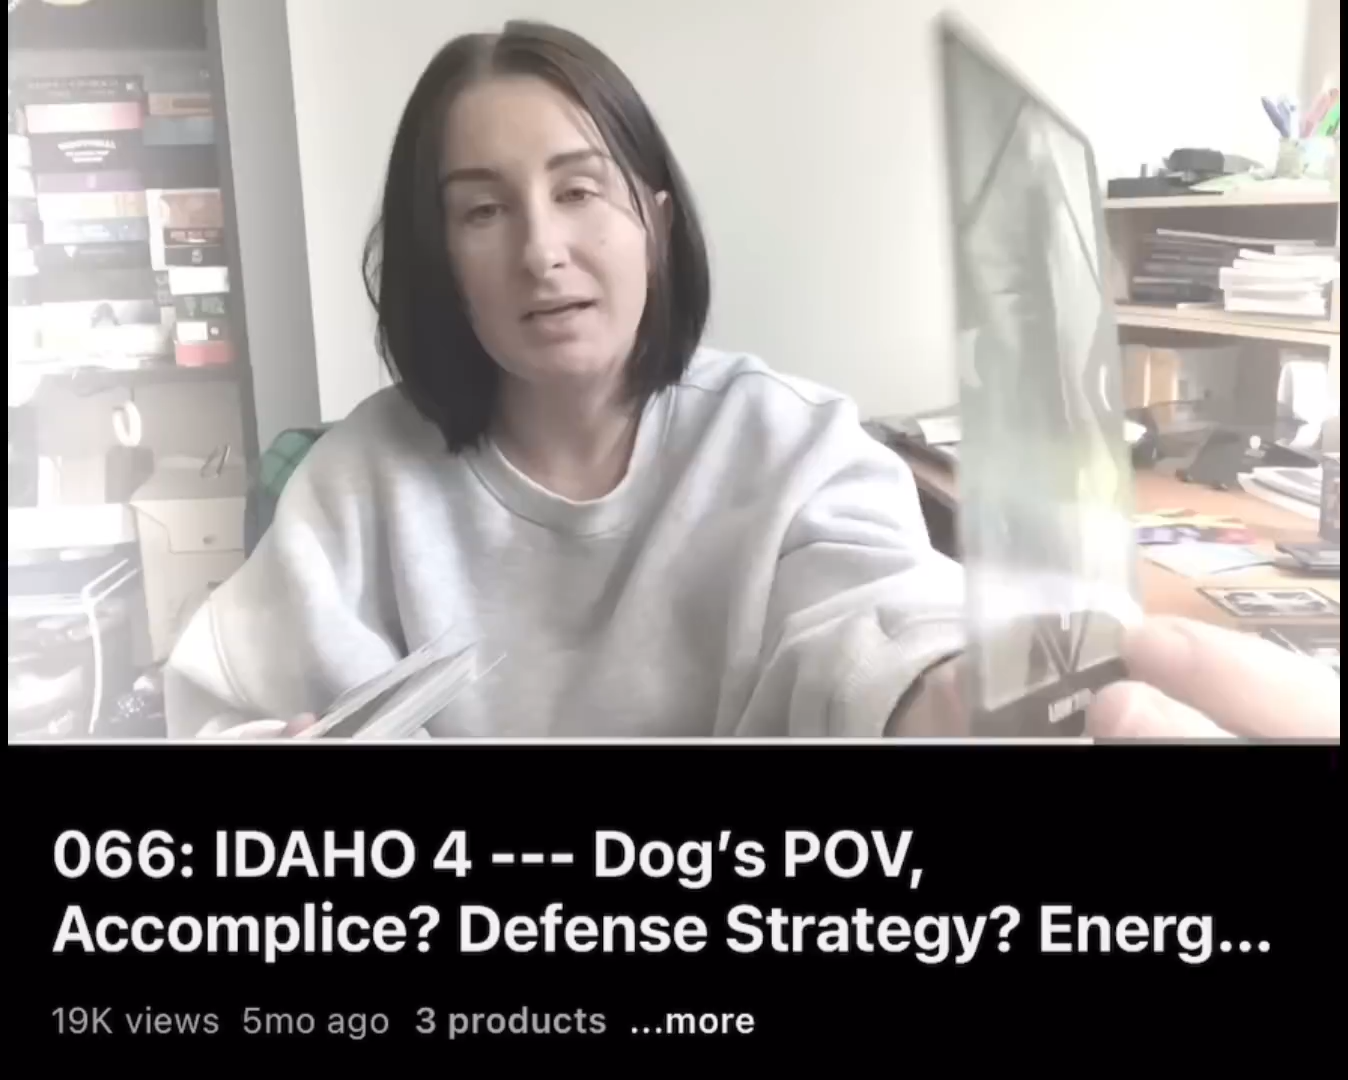 066: IDAHO 4 --- Dog’s POV,
Accomplice? Defense Strategy? Energ...
19K views 5mo ago 3 products ...more